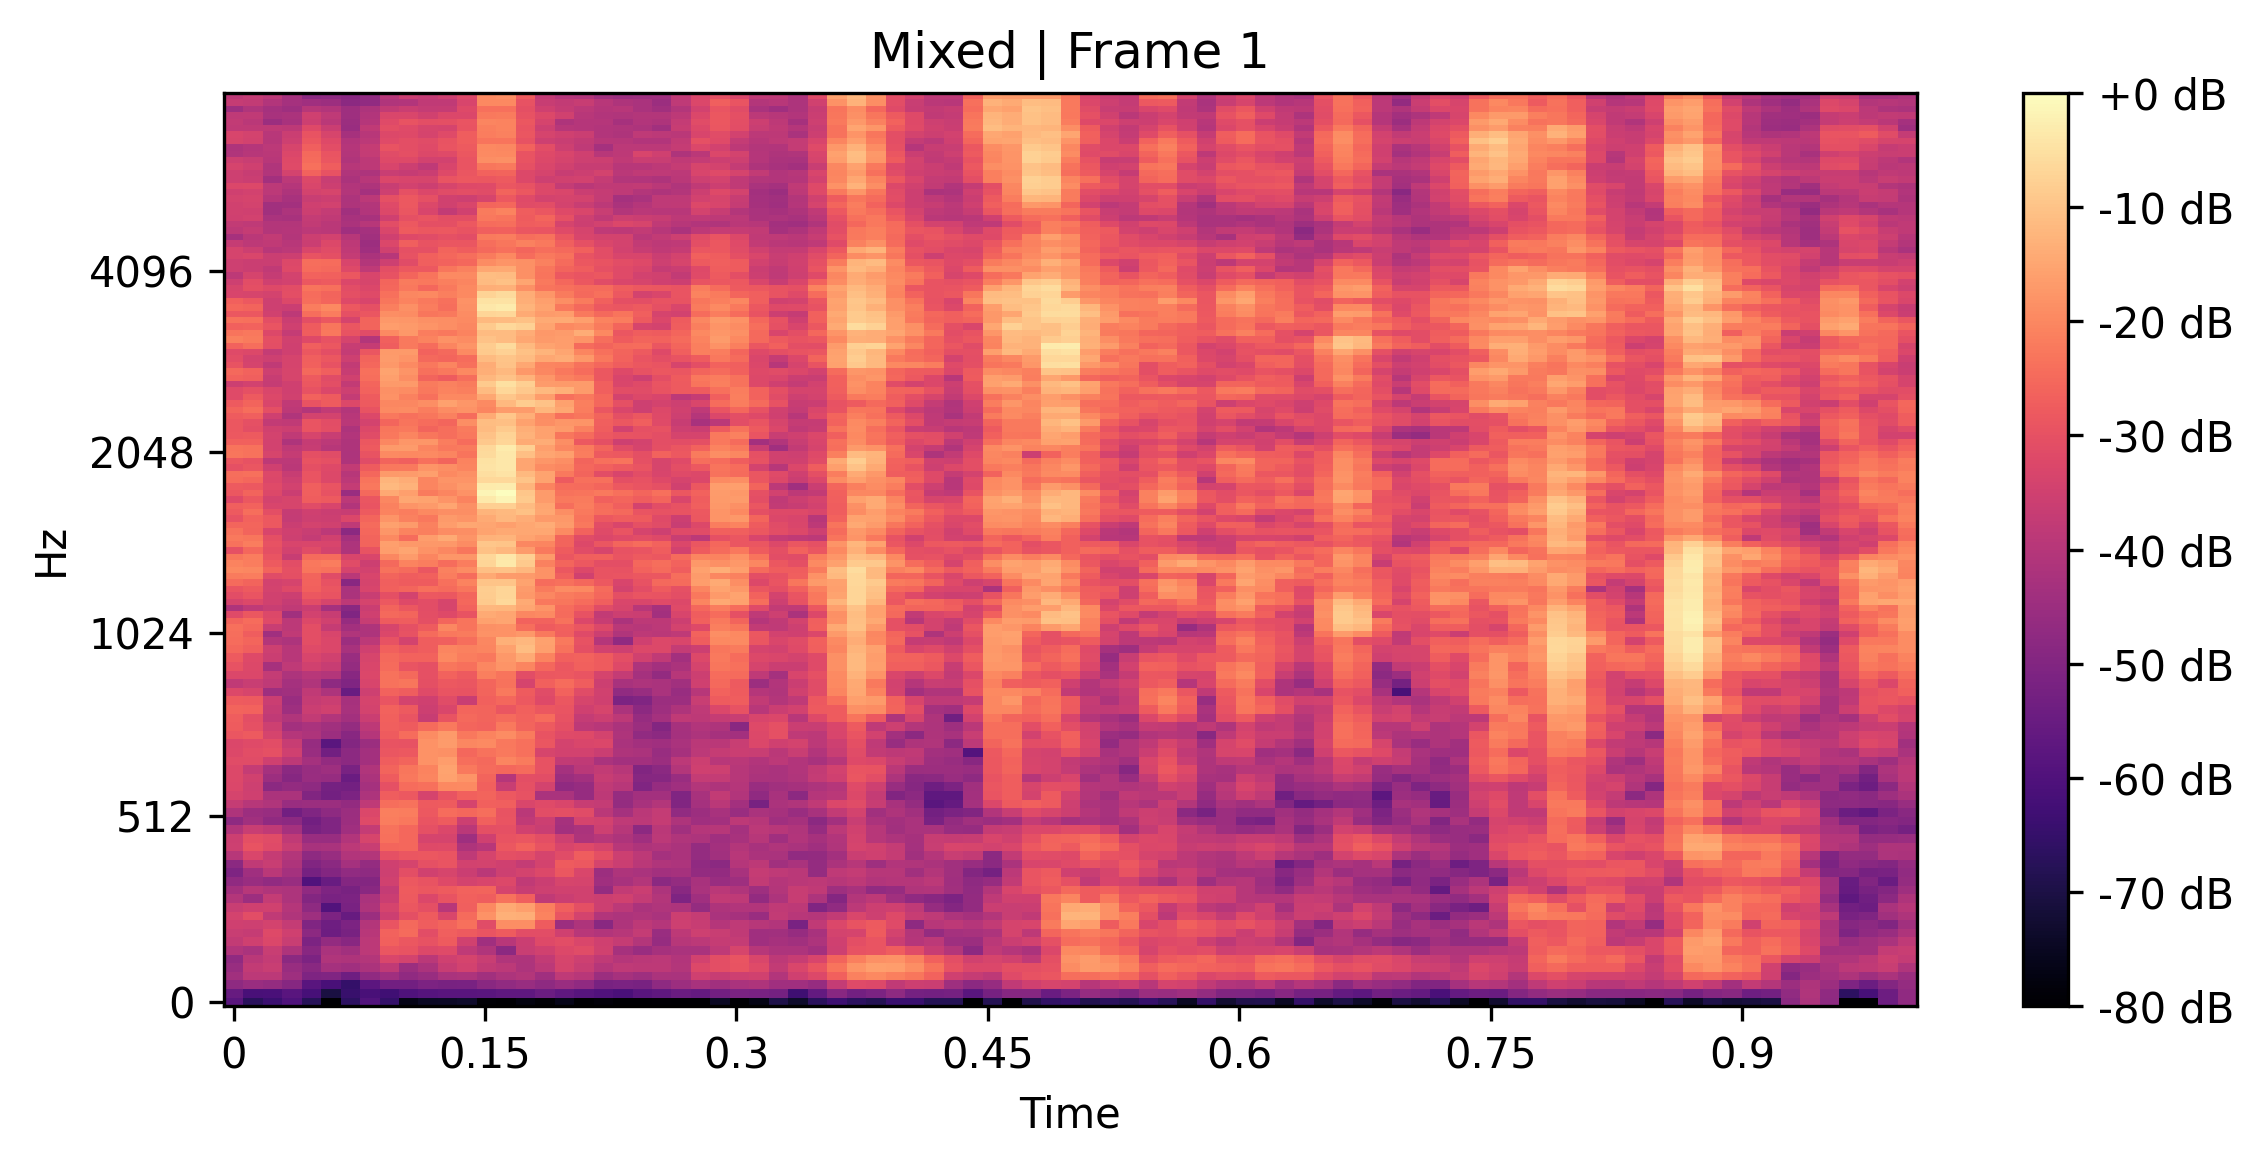 Mixed | Frame 1
Hz
4096
2048
1024
512
0
0 0.15 0.3 0.45 0.6 0.75 0.9
Time
+0 dB
-10 dB
-20 dB
-30 dB
-40 dB
-50 dB
-60 dB
-70 dB
-80 dB